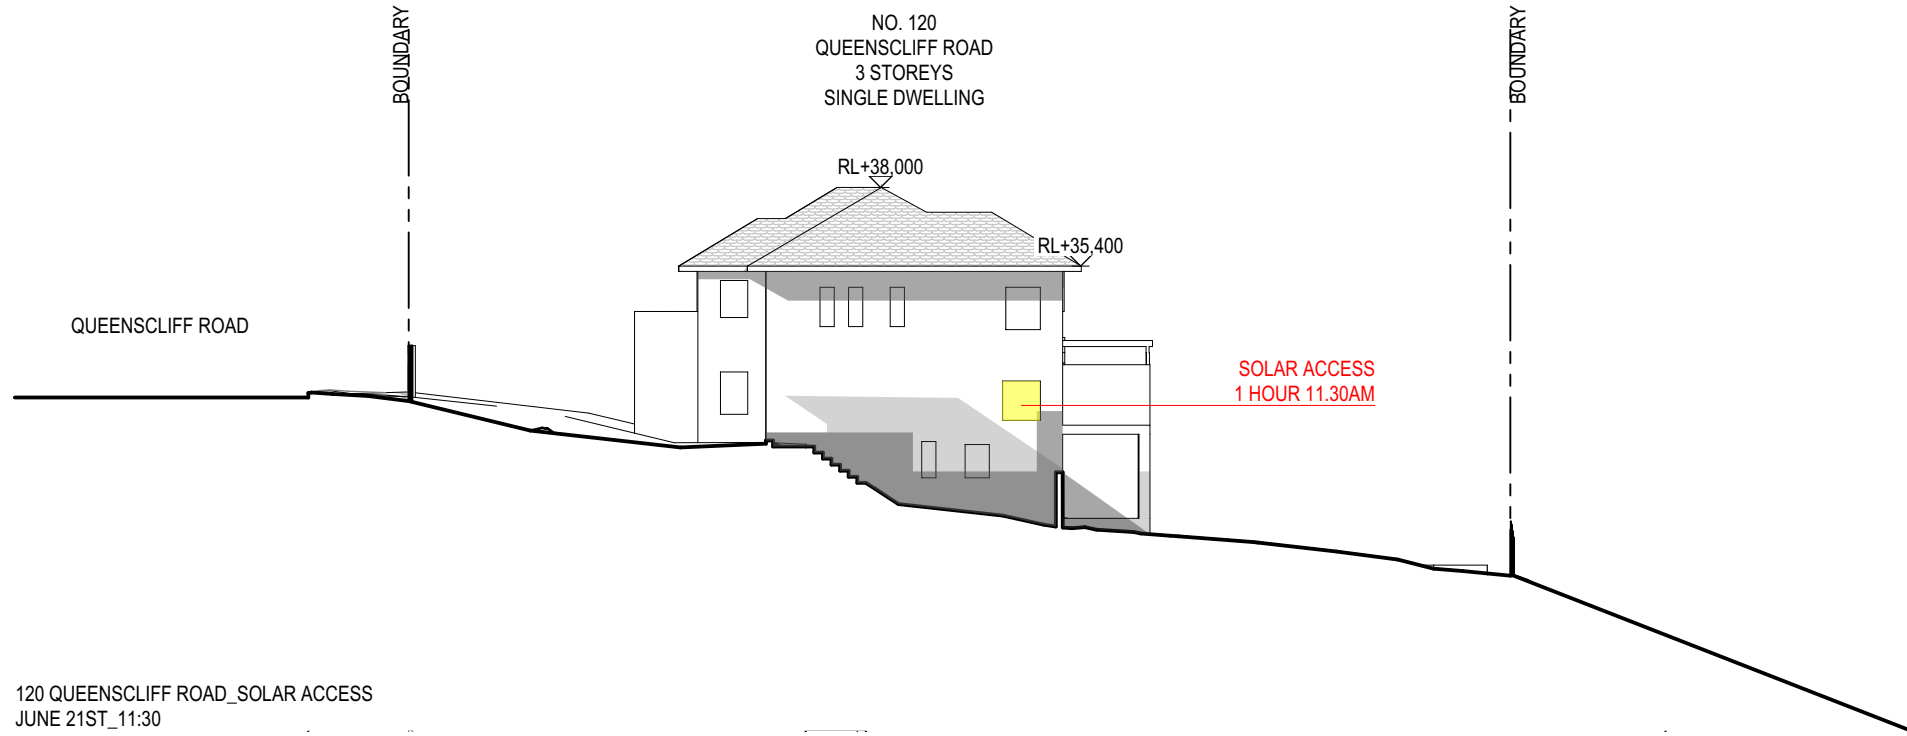 BOUNDARY
NO. 120
QUEENSCLIFF ROAD
3 STOREYS
SINGLE DWELLING
BOUNDARY
RL+38,000
RL+35,400
QUEENSCLIFF ROAD
SOLAR ACCESS
1 HOUR 11.30AM
120 QUEENSCLIFF ROAD_SOLAR ACCESS
JUNE 21ST_11:30